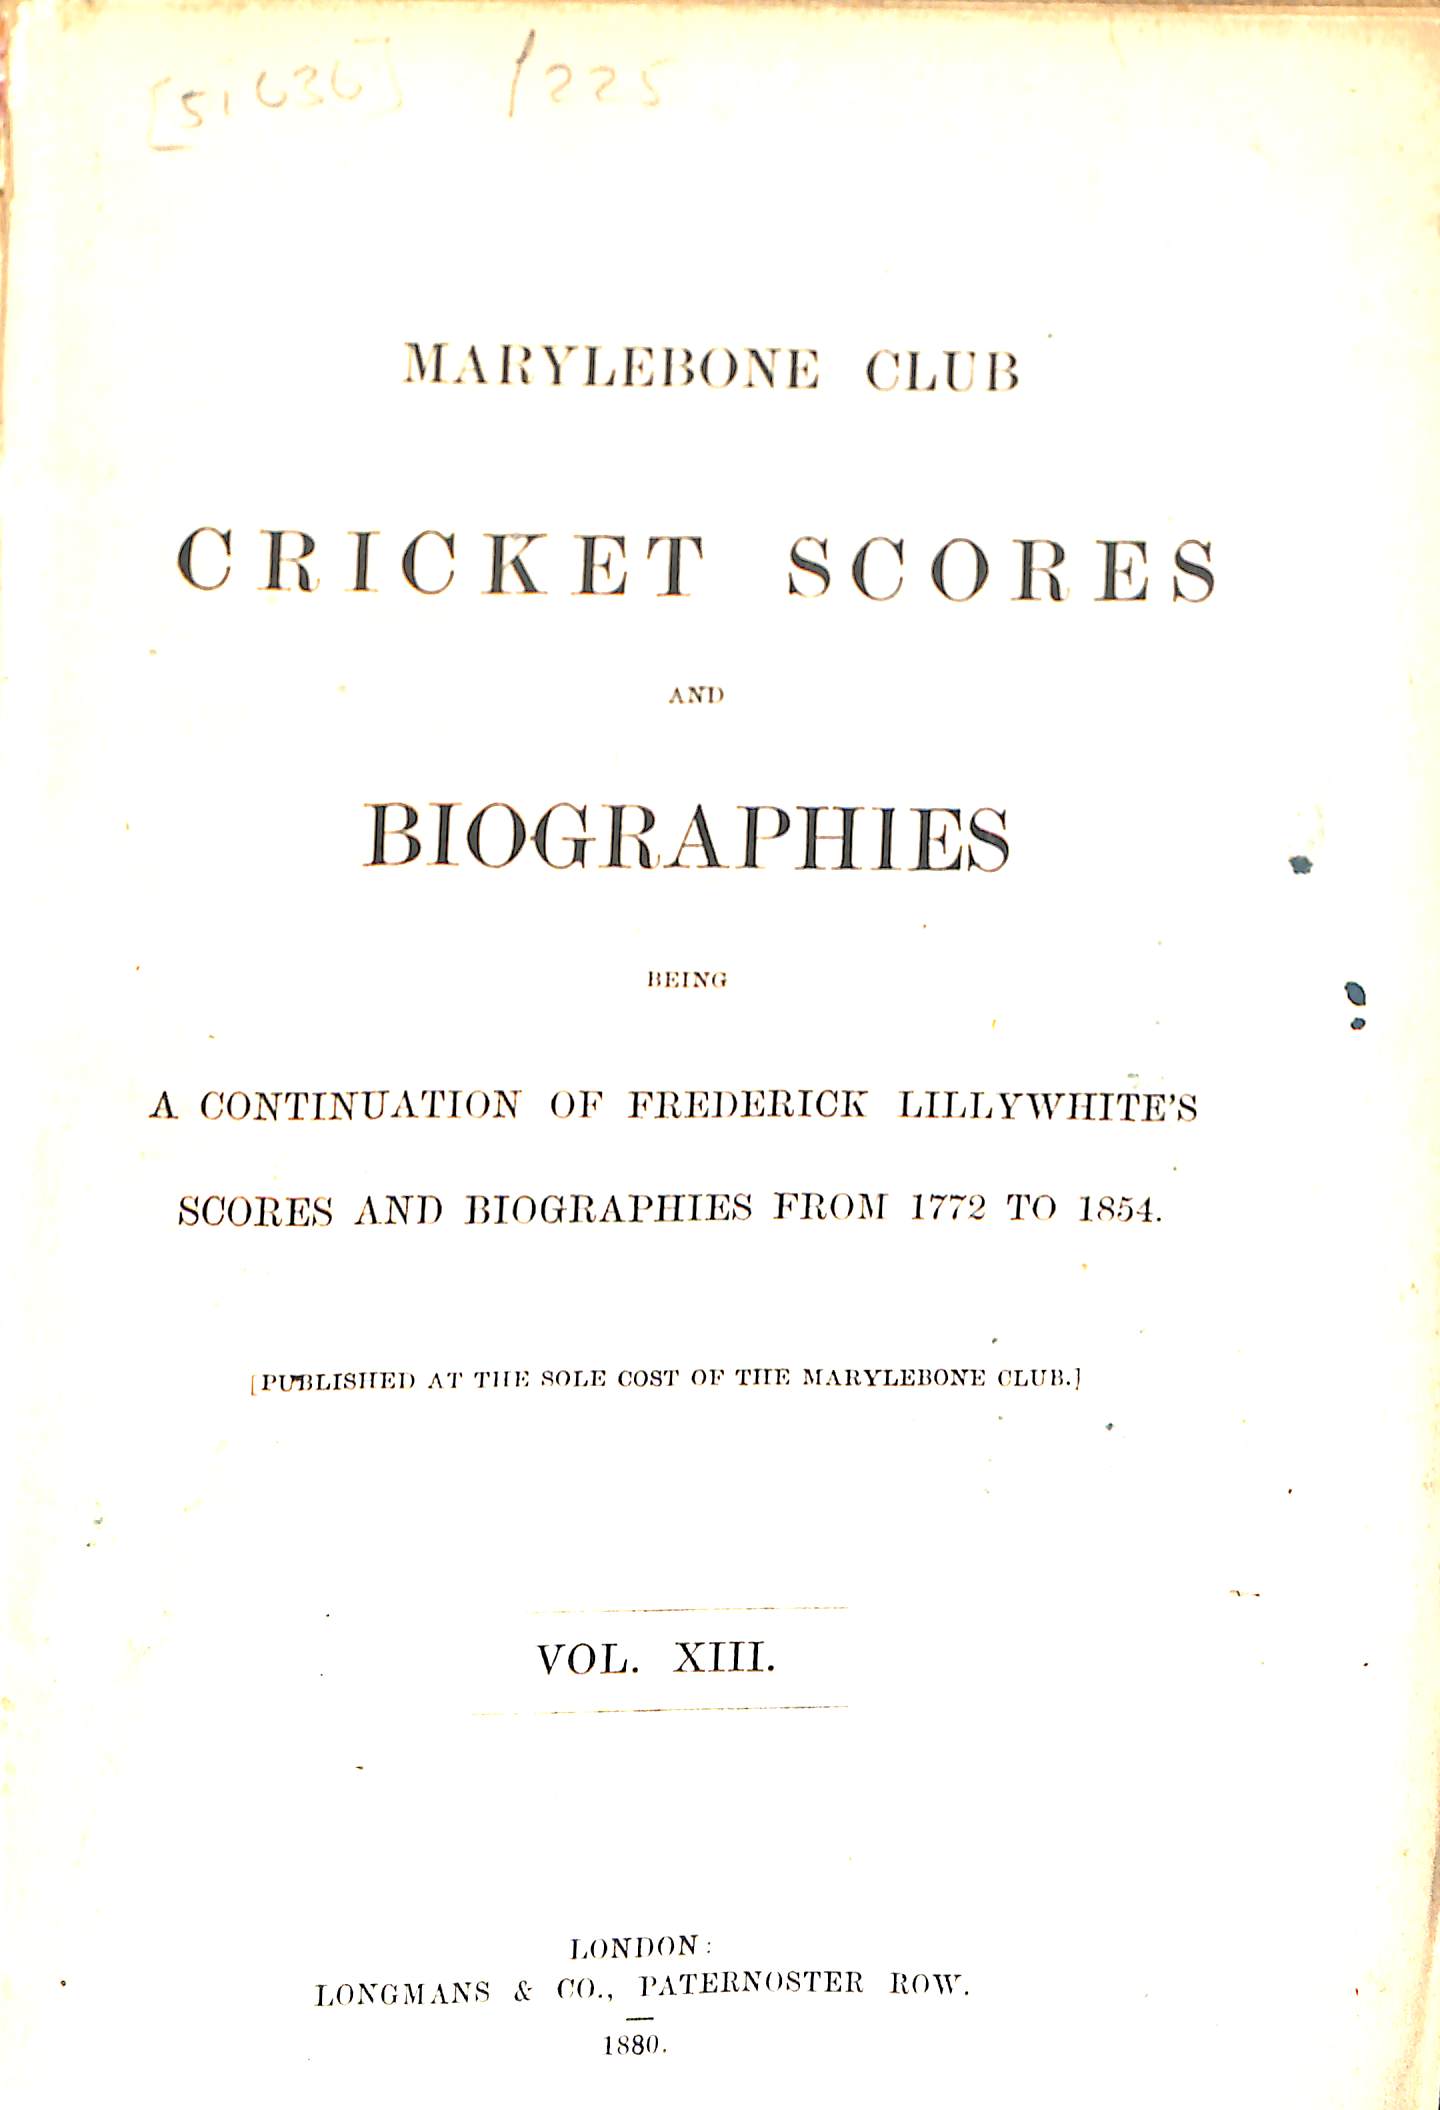 [51636] /225
MARYLEBONE CLUB
CRICKET SCORES
AND
BIOGRAPHIES
BEING
A CONTINUATION OF FREDERICK LILLYWHITE'S
SCORES AND BIOGRAPHIES FROM 1772 TO 1854.
[PUBLISHED AT THE SOLE COST OF THE MARYLEBONE CLUB.]
VOL. XIII.
LONDON:
LONGMANS & CO., PATERNOSTER ROW.
1880.